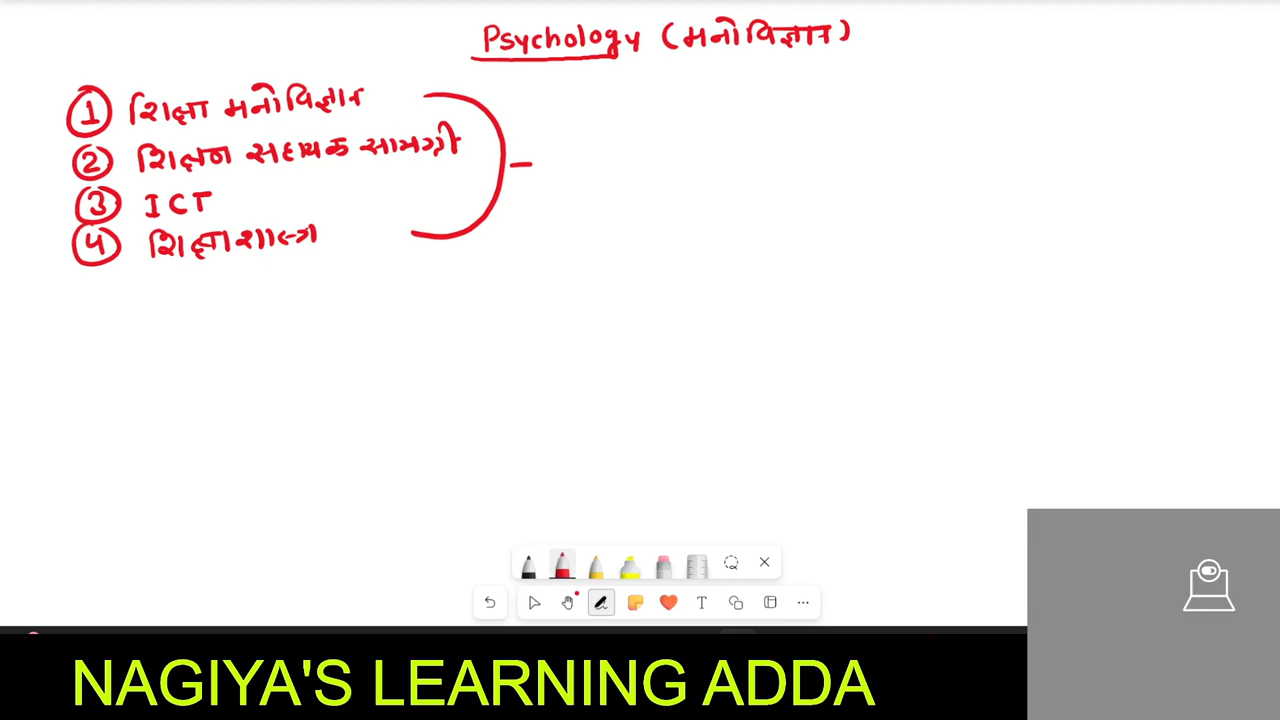 Psychology (मनोविज्ञान)
1 शिक्षा मनोविज्ञान
2 शिक्षण सहायक सामग्री
3 ICT
4 शिक्षाशास्त्र
NAGIYA'S LEARNING ADDA